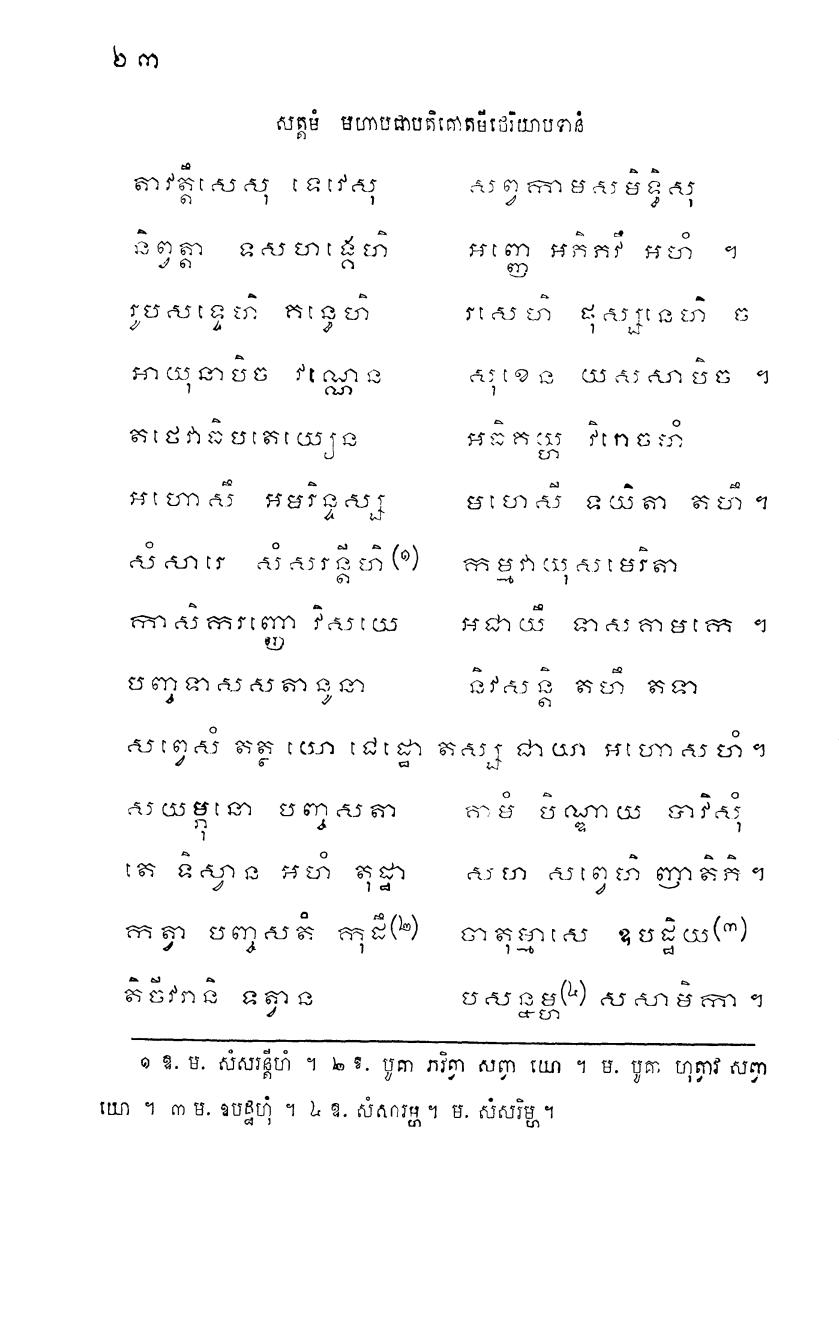 ២៣
សត្តមំ មហាបជាបតិគោតមីថេរិយាបទានំ
តាវត្តឹសេសុ ទេវេសុ សព្វកាមសមិទ្ធិសុ
និព្វត្តា ទសហង្គេហិ អញ្ញេ អភិភវឹ អហំ ។
រូបសទ្ទេហិ គន្ធេហិ រសេហិ ផុស្សនេហិ ច
អាយុនាបិច វណ្ណេន សុខេន យសសាបិច ។
តថេវាធិបតេយ្យេន អធិគយ្ហ វិរោចហំ
អហោសឹ អមរិន្ទស្ស មហេសី ទយិតា តហឹ ។
សំសារេ សំសរន្តីហិ (១) កម្មវាយុសមេរិតា
កាសិករញ្ញោ វិសយេ អជាយឹ ទាសគាមកេ ។
បញ្ចទាសសតានូនា និវសន្តិ តហឹ តទា
សព្វេសំ តត្ថ យោ ជេដ្ឋោ តស្ស ជាយា អហោសហំ ។
សយម្ភុនោ បញ្ចសតា គាមំ បិណ្ឌាយ បាវិសុំ
តេ ទិស្វាន អហំ តុដ្ឋា សហ សព្វេហិ ញាតិភិ ។
កត្វា បញ្ចសតំ កុដឹ (២) ចាតុម្មាសេ ឧបដ្ឋិយ (៣)
តិចីវរានិ ទត្វាន បសន្នម្ហ (៤) សសាមិកា ។
១ ឱ. ម. សំសរន្តីហំ ។ ២ ឱ. បូគា ភវិត្វា សព្វា យោ ។ ម. បូគា ហុត្វាវ សព្វា
យោ ។ ៣ ម. ឧបដ្ឋហុំ ។ ៤ ឱ. សំសារម្ហ ។ ម. សំសរិម្ហ ។